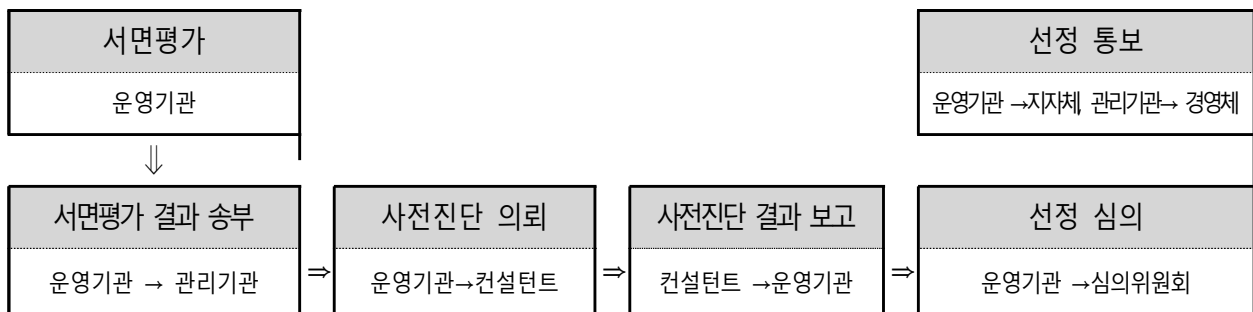 서면평가
운영기관
선정 통보
운영기관 →지자체, 관리기관→ 경영체
⇓
서면평가 결과 송부
운영기관 → 관리기관
⇒
사전진단 의뢰
운영기관→컨설턴트
⇒
사전진단 결과 보고
컨설턴트 →운영기관
⇒
선정 심의
운영기관 →심의위원회